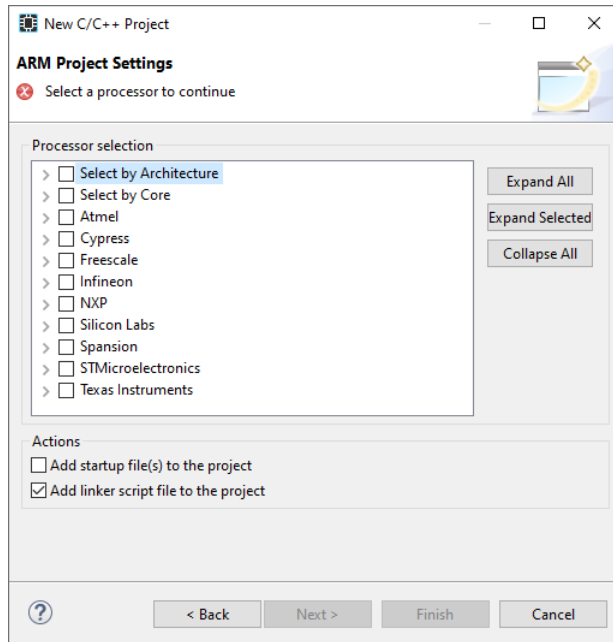 New C/C++ Project
ARM Project Settings
Select a processor to continue
Processor selection
Select by Architecture
Select by Core
Atmel
Cypress
Freescale
Infineon
NXP
Silicon Labs
Spansion
STMicroelectronics
Texas Instruments
Expand All
Expand Selected
Collapse All
Actions
Add startup file(s) to the project
Add linker script file to the project
?
< Back
Next >
Finish
Cancel